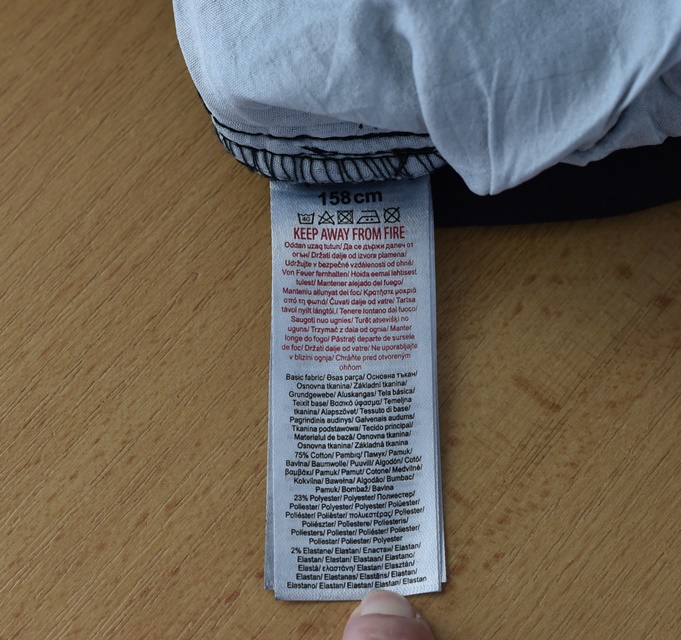 158cm
40
KEEP AWAY FROM FIRE
Oddan uzaq tutun/ Да се държи далеч от
огън/ Držati dalje od izvora plamena/
Udržujte v bezpečné vzdálenosti od ohně/
Von Feuer fernhalten/ Hoida eemal lahtisest
tulest/ Mantener alejado del fuego/
Manteniu allunyat del foc/ Κρατήστε μακριά
από τη φωτιά/ Čuvati dalje od vatre/ Tartsa
távol nyílt lángtól/ Tenere lontano dal fuoco/
Saugoti nuo ugnies/ Turēt atsevišķi no
uguns/ Trzymać z dala od ognia/ Manter
longe do fogo/ Păstrați departe de sursele
de foc/ Držati dalje od vatre/ Ne uporabljajte
v bližini ognja/ Chráňte pred otvoreným
ohňom
Basic fabric/ Əsas parça/ Основна тъкан/
Osnovna tkanina/ Základní tkanina/
Grundgewebe/ Aluskangas/ Tela básica/
Teixit base/ Βασικό ύφασμα/ Temeljna
tkanina/ Alapszövet/ Tessuto di base/
Pagrindinis audinys/ Galvenais audums/
Tkanina podstawowa/ Tecido principal/
Materialul de bază/ Osnovna tkanina/
Osnovna tkanina/ Základná tkanina
75% Cotton/ Pambıq/ Памук/ Pamuk/
Bavlna/ Baumwolle/ Puuvill/ Algodón/ Cotó/
βαμβάκι/ Pamuk/ Pamut/ Cotone/ Medvilnė/
Kokvilna/ Bawełna/ Algodão/ Bumbac/
Pamuk/ Bombaž/ Bavlna
23% Polyester/ Polyester/ Полиестер/
Poliester/ Polyester/ Polyester/ Polüester/
Poliéster/ Polièster/ πολυεστέρας/ Poliester/
Poliészter/ Poliestere/ Poliesteris/
Poliesters/ Poliester/ Poliéster/ Poliester/
Poliestar/ Poliester/ Polyester
2% Elastane/ Elastan/ Еластан/ Elastan/
Elastan/ Elastan/ Elastaan/ Elastano/
Elastà/ ελαστάνη/ Elastan/ Elasztán/
Elastan/ Elastanas/ Elastāns/ Elastan/
Elastano/ Elastan/ Elastan/ Elastan/ Elastan